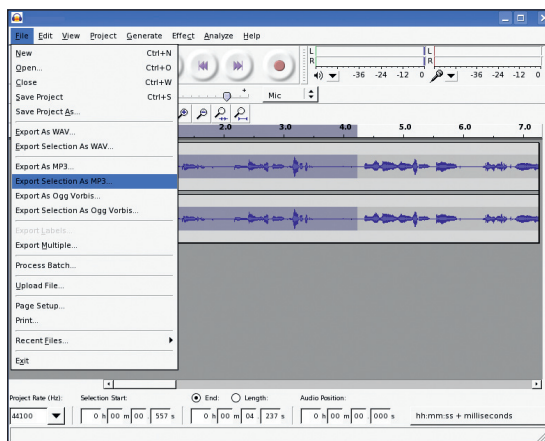 File Edit View Project Generate Effect Analyze Help
New Ctrl+N
Open... Ctrl+O
Close Ctrl+W
Save Project Ctrl+S
Save Project As...
Export As WAV...
Export Selection As WAV...
Export As MP3...
Export Selection As MP3...
Export As Ogg Vorbis...
Export Selection As Ogg Vorbis...
Export Labels...
Export Multiple...
Process Batch...
Upload File...
Page Setup...
Print...
Recent Files...
Exit
L L
R R
-36 -24 -12 0 -36 -24 -12 0
Mic
2.0 3.0 4.0 5.0 6.0 7.0
Project Rate (Hz): Selection Start: End: Length: Audio Position:
44100 0 h 00 m 00 . 557 s 0 h 00 m 04 . 237 s 0 h 00 m 00 . 000 s hh:mm:ss + milliseconds